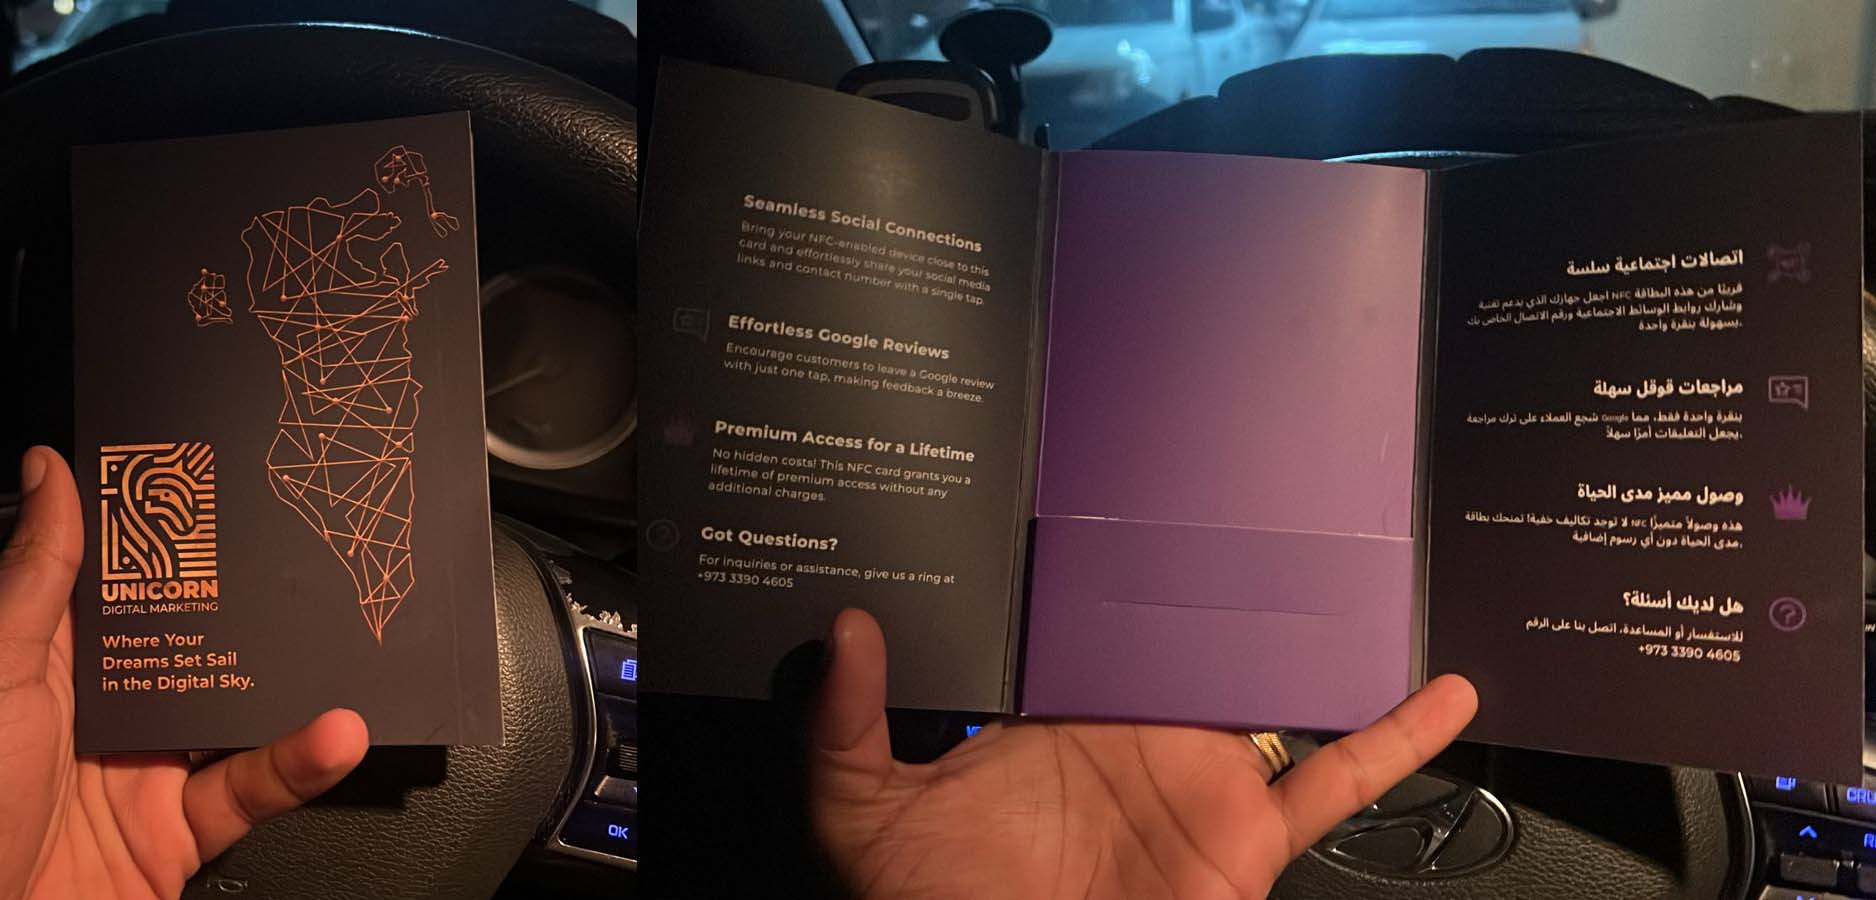 UNICORN
DIGITAL MARKETING
Where Your
Dreams Set Sail
in the Digital Sky.
Seamless Social Connections
Bring your NFC-enabled device close to this
card and effortlessly share your social media
links and contact number with a single tap.
Effortless Google Reviews
Encourage customers to leave a Google review
with just one tap, making feedback a breeze.
Premium Access for a Lifetime
No hidden costs! This NFC card grants you a
lifetime of premium access without any
additional charges.
Got Questions?
For inquiries or assistance, give us a ring at
+973 3390 4605
اتصالات اجتماعية سلسة
قريبًا من هذه البطاقة NFC اجعل جهازك الذي يدعم تقنية
وشارك روابط الوسائط الاجتماعية ورقم الاتصال الخاص بك
.بسهولة بنقرة واحدة
مراجعات قوقل سهلة
بنقرة واحدة فقط، مما Google شجع العملاء على ترك مراجعة
.يجعل التعليقات أمرًا سهلاً
وصول مميز مدى الحياة
هذه وصولاً متميزًا NFC لا توجد تكاليف خفية! تمنحك بطاقة
.مدى الحياة دون أي رسوم إضافية
هل لديك أسئلة؟
للاستفسار أو المساعدة، اتصل بنا على الرقم
+973 3390 4605
OK
CRU